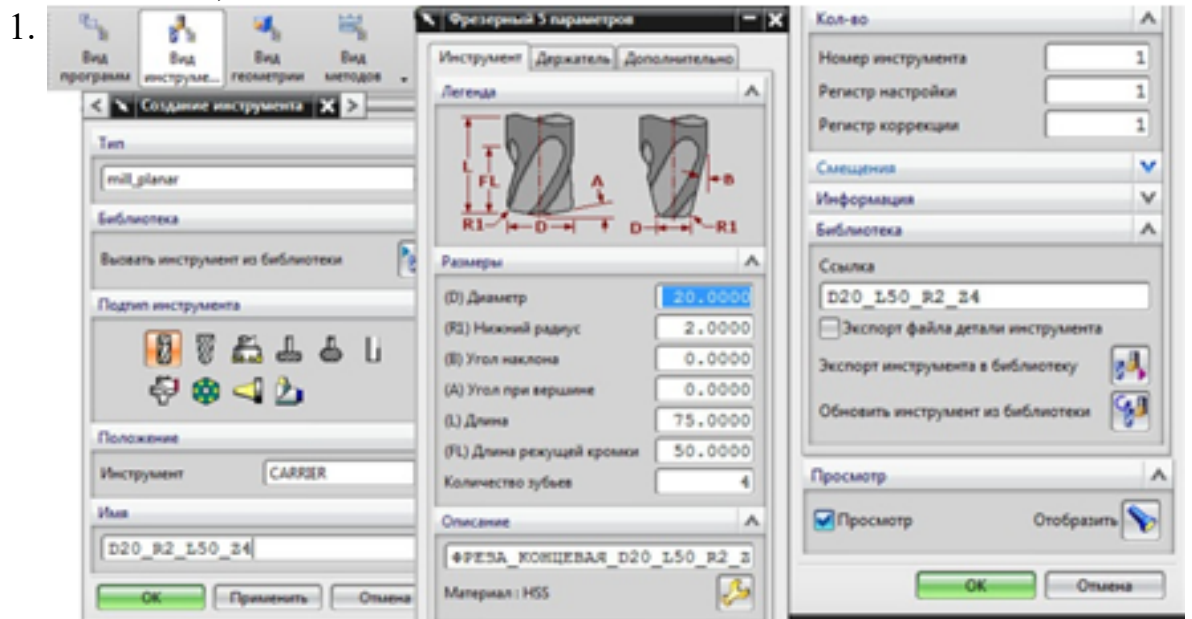 1.
Вид программ
Вид инструме...
Вид геометрии
Вид методов
Создание инструмента
Тип
mill_planar
Библиотека
Вызвать инструмент из библиотеки
Подтип инструмента
Положение
Инструмент CARRIER
Имя
D20_R2_L50_Z4
ОК Применить Отмена
Фрезерный 5 параметров
Инструмент Держатель Дополнительно
Легенда
L FL A B
R1 D D R1
Размеры
(D) Диаметр 20.0000
(R1) Нижний радиус 2.0000
(B) Угол наклона 0.0000
(A) Угол при вершине 0.0000
(L) Длина 75.0000
(FL) Длина режущей кромки 50.0000
Количество зубьев 4
Описание
ФРЕЗА_КОНЦЕВАЯ_D20_L50_R2_Z
Материал : HSS
Кол-во
Номер инструмента 1
Регистр настройки 1
Регистр коррекции 1
Смещения
Информация
Библиотека
Ссылка
D20_L50_R2_Z4
Экспорт файла детали инструмента
Экспорт инструмента в библиотеку
Обновить инструмент из библиотеки
Просмотр
Просмотр Отобразить
ОК Отмена